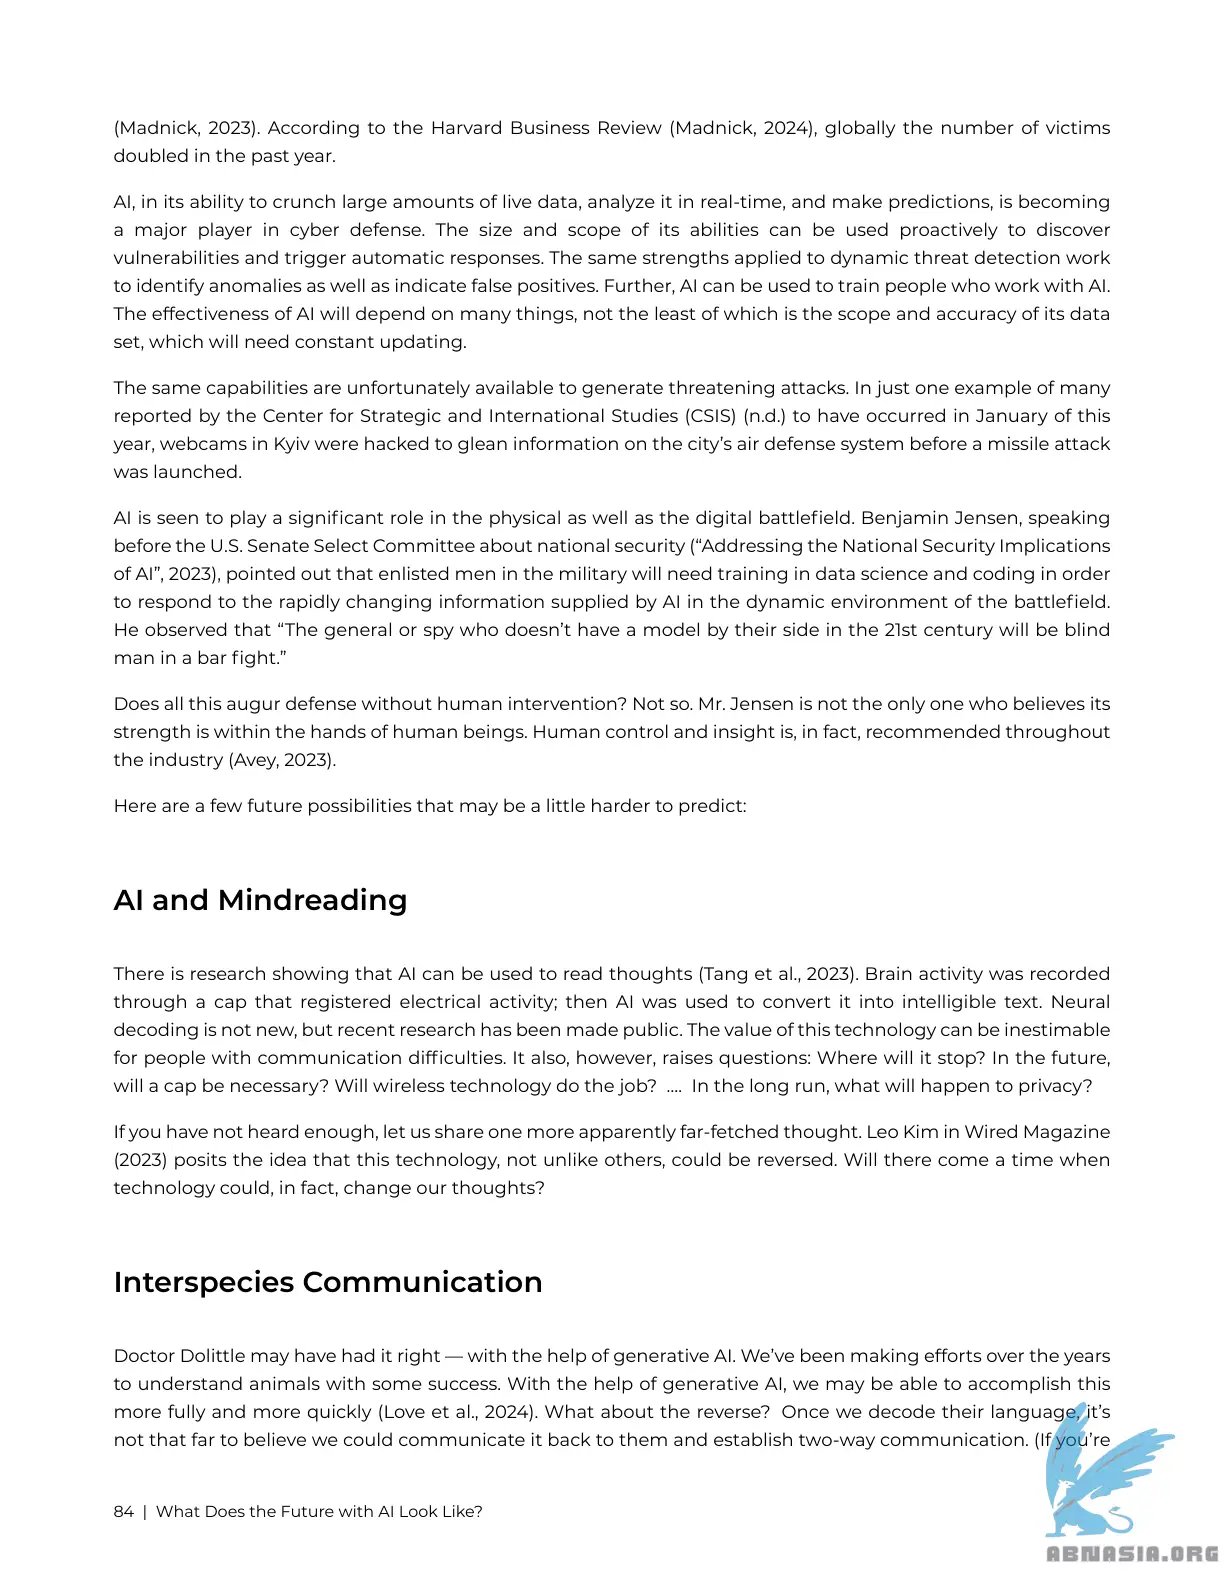 (Madnick, 2023). According to the Harvard Business Review (Madnick, 2024), globally the number of victims
doubled in the past year.
AI, in its ability to crunch large amounts of live data, analyze it in real-time, and make predictions, is becoming
a major player in cyber defense. The size and scope of its abilities can be used proactively to discover
vulnerabilities and trigger automatic responses. The same strengths applied to dynamic threat detection work
to identify anomalies as well as indicate false positives. Further, AI can be used to train people who work with AI.
The effectiveness of AI will depend on many things, not the least of which is the scope and accuracy of its data
set, which will need constant updating.
The same capabilities are unfortunately available to generate threatening attacks. In just one example of many
reported by the Center for Strategic and International Studies (CSIS) (n.d.) to have occurred in January of this
year, webcams in Kyiv were hacked to glean information on the city’s air defense system before a missile attack
was launched.
AI is seen to play a significant role in the physical as well as the digital battlefield. Benjamin Jensen, speaking
before the U.S. Senate Select Committee about national security (“Addressing the National Security Implications
of AI”, 2023), pointed out that enlisted men in the military will need training in data science and coding in order
to respond to the rapidly changing information supplied by AI in the dynamic environment of the battlefield.
He observed that “The general or spy who doesn’t have a model by their side in the 21st century will be blind
man in a bar fight.”
Does all this augur defense without human intervention? Not so. Mr. Jensen is not the only one who believes its
strength is within the hands of human beings. Human control and insight is, in fact, recommended throughout
the industry (Avey, 2023).
Here are a few future possibilities that may be a little harder to predict:
AI and Mindreading
There is research showing that AI can be used to read thoughts (Tang et al., 2023). Brain activity was recorded
through a cap that registered electrical activity; then AI was used to convert it into intelligible text. Neural
decoding is not new, but recent research has been made public. The value of this technology can be inestimable
for people with communication difficulties. It also, however, raises questions: Where will it stop? In the future,
will a cap be necessary? Will wireless technology do the job? .... In the long run, what will happen to privacy?
If you have not heard enough, let us share one more apparently far-fetched thought. Leo Kim in Wired Magazine
(2023) posits the idea that this technology, not unlike others, could be reversed. Will there come a time when
technology could, in fact, change our thoughts?
Interspecies Communication
Doctor Dolittle may have had it right — with the help of generative AI. We’ve been making efforts over the years
to understand animals with some success. With the help of generative AI, we may be able to accomplish this
more fully and more quickly (Love et al., 2024). What about the reverse? Once we decode their language, it’s
not that far to believe we could communicate it back to them and establish two-way communication. (If you’re
84 | What Does the Future with AI Look Like?
ABNASIA.ORG